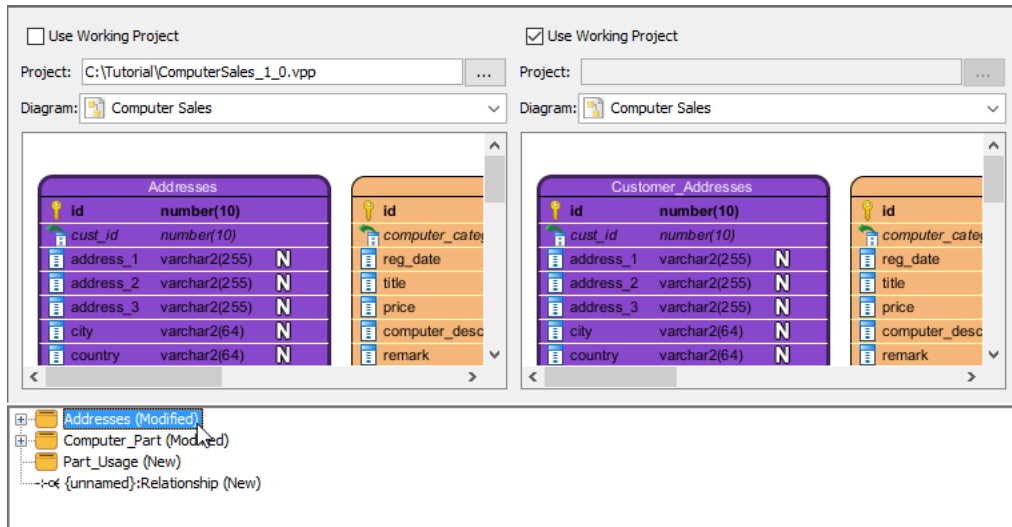 Use Working Project
Project: C:\Tutorial\ComputerSales_1_0.vpp ...
Diagram: Computer Sales
Addresses
id number(10)
cust_id number(10)
address_1 varchar2(255) N
address_2 varchar2(255) N
address_3 varchar2(255) N
city varchar2(64) N
country varchar2(64) N
id
computer_cate
reg_date
title
price
computer_desc
remark
Use Working Project
Project: ...
Diagram: Computer Sales
Customer_Addresses
id number(10)
cust_id number(10)
address_1 varchar2(255) N
address_2 varchar2(255) N
address_3 varchar2(255) N
city varchar2(64) N
country varchar2(64) N
id
computer_cate
reg_date
title
price
computer_desc
remark
Addresses (Modified)
Computer_Part (Modified)
Part_Usage (New)
{unnamed}:Relationship (New)